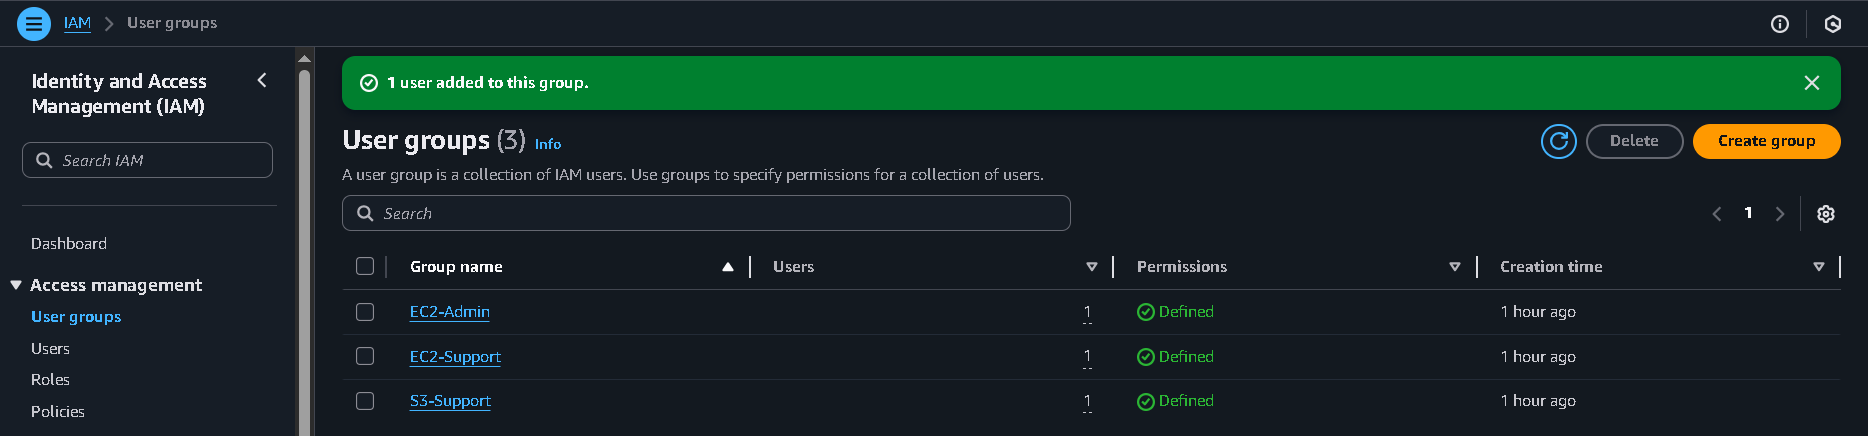 IAM > User groups
Identity and Access
Management (IAM)
Search IAM
Dashboard
Access management
User groups
Users
Roles
Policies
1 user added to this group.
User groups (3) Info
Delete
Create group
A user group is a collection of IAM users. Use groups to specify permissions for a collection of users.
Search
1
Group name Users Permissions Creation time
EC2-Admin 1 Defined 1 hour ago
EC2-Support 1 Defined 1 hour ago
S3-Support 1 Defined 1 hour ago